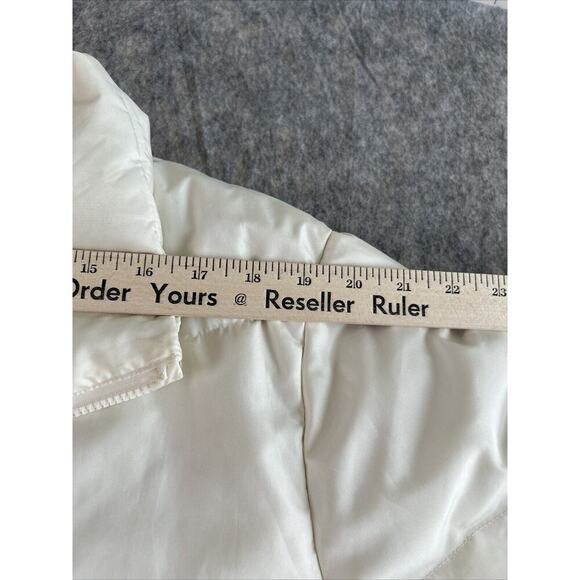 15 16 17 18 19 20 21 22 23
Order Yours @ Reseller Ruler